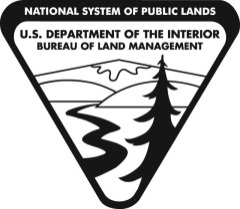 NATIONAL SYSTEM OF PUBLIC LANDS
U.S. DEPARTMENT OF THE INTERIOR
BUREAU OF LAND MANAGEMENT